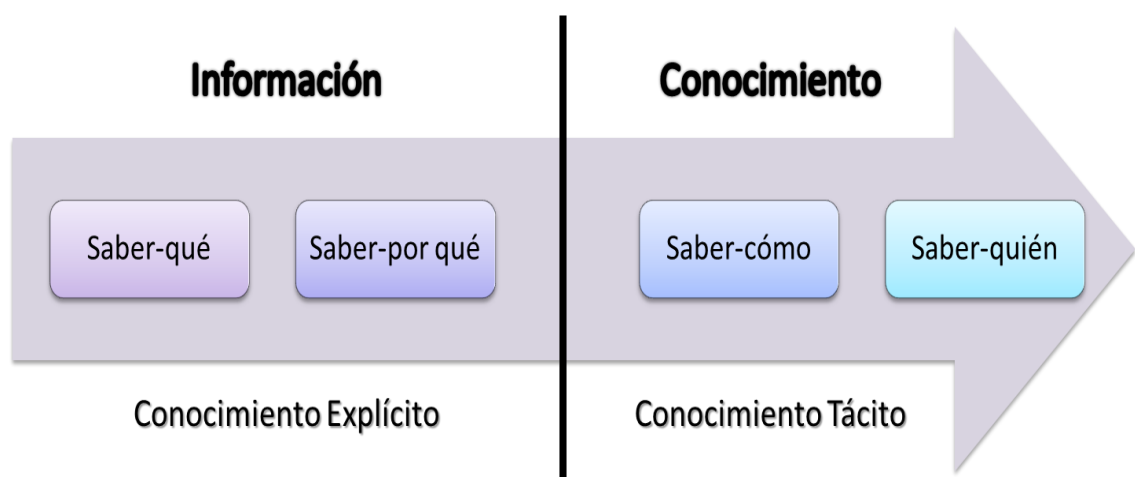 Información
Conocimiento
Saber-qué
Saber-por qué
Saber-cómo
Saber-quién
Conocimiento Explícito
Conocimiento Tácito